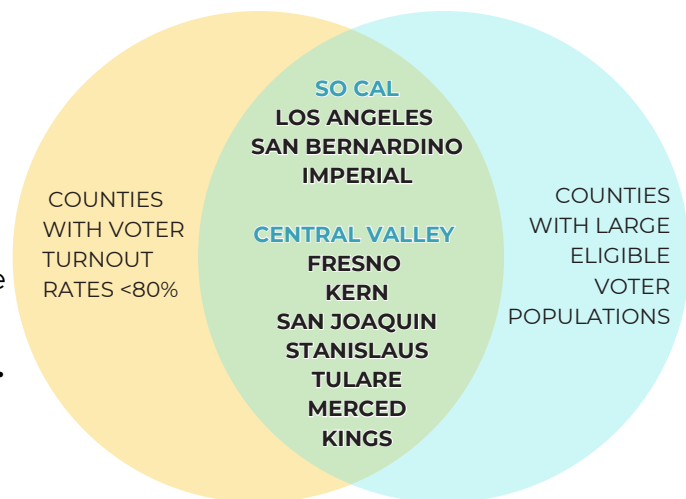 SO CAL
LOS ANGELES
SAN BERNARDINO
IMPERIAL
COUNTIES
WITH VOTER
TURNOUT
RATES <80%
CENTRAL VALLEY
FRESNO
KERN
SAN JOAQUIN
STANISLAUS
TULARE
MERCED
KINGS
COUNTIES
WITH LARGE
ELIGIBLE
VOTER
POPULATIONS